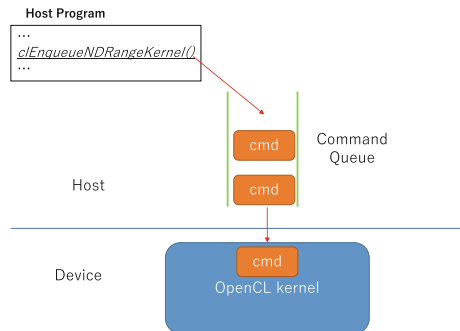 Host Program
...
clEnqueueNDRangeKernel()
...
cmd
Command
Queue
cmd
Host
cmd
Device
OpenCL kernel